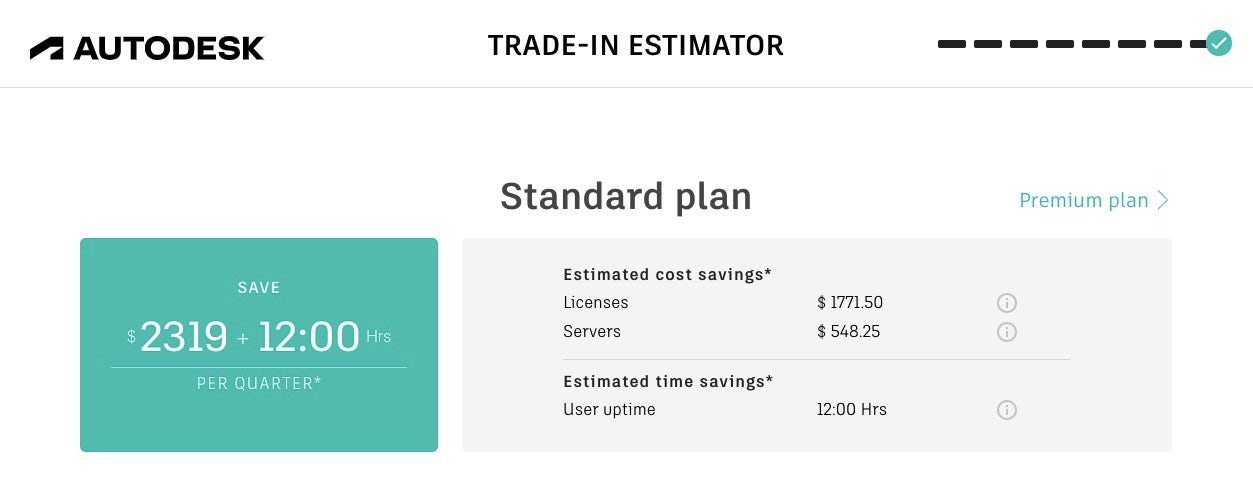 AUTODESK
TRADE-IN ESTIMATOR
Standard plan
Premium plan
SAVE
$ 2319 + 12:00 Hrs
PER QUARTER*
Estimated cost savings*
Licenses $ 1771.50
Servers $ 548.25
Estimated time savings*
User uptime 12:00 Hrs